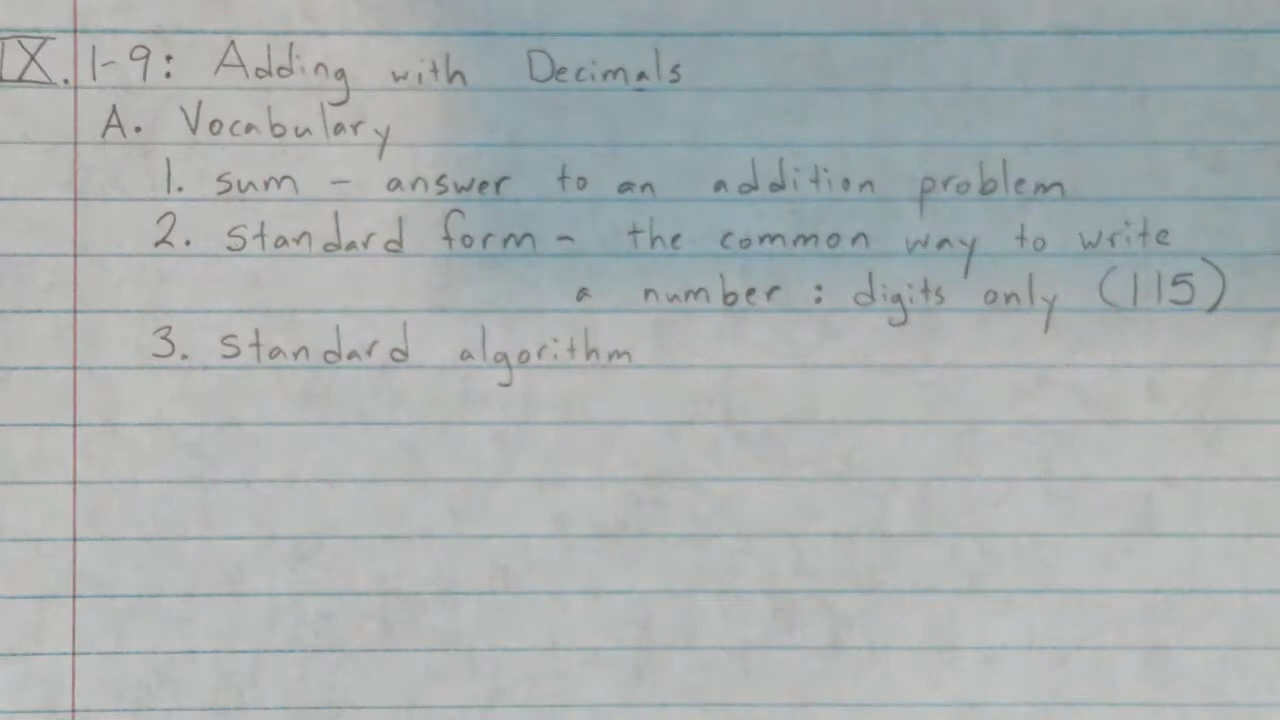 IX. 1-9: Adding with Decimals
A. Vocabulary
1. sum - answer to an addition problem
2. standard form - the common way to write
a number : digits only (115)
3. standard algorithm